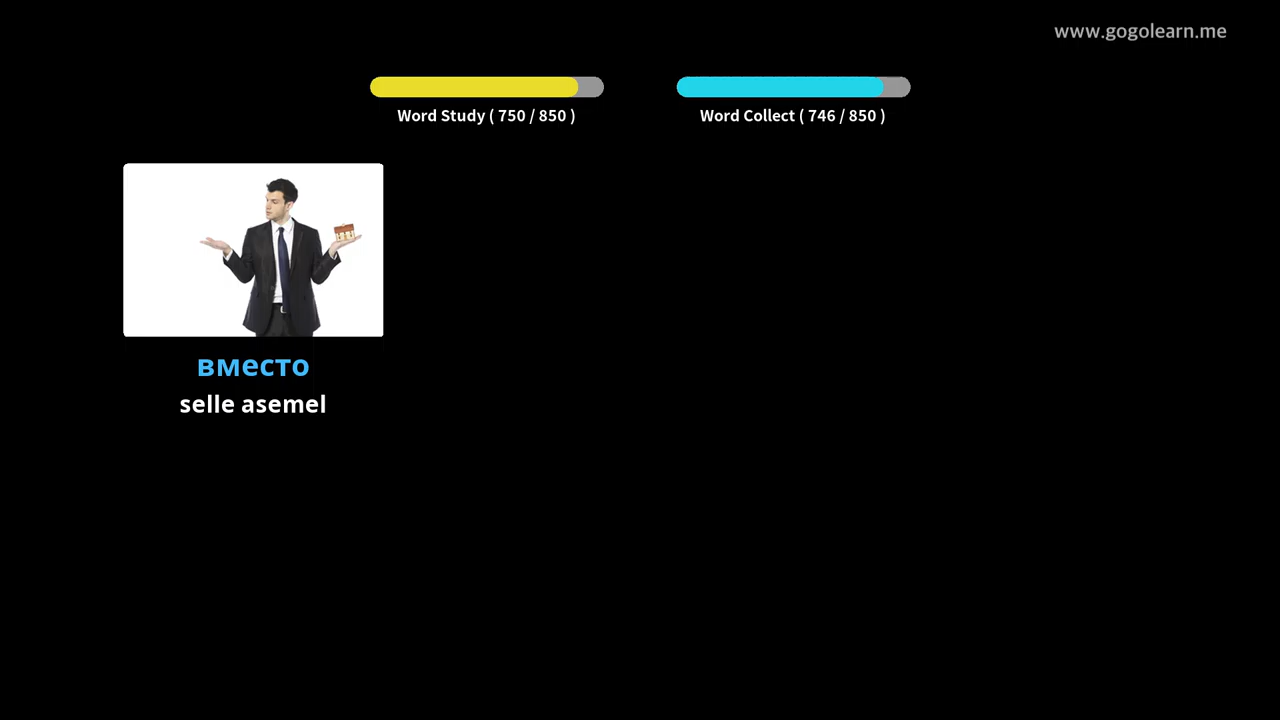 www.gogolearn.me
Word Study ( 750 / 850 )
Word Collect ( 746 / 850 )
вместо
selle asemel